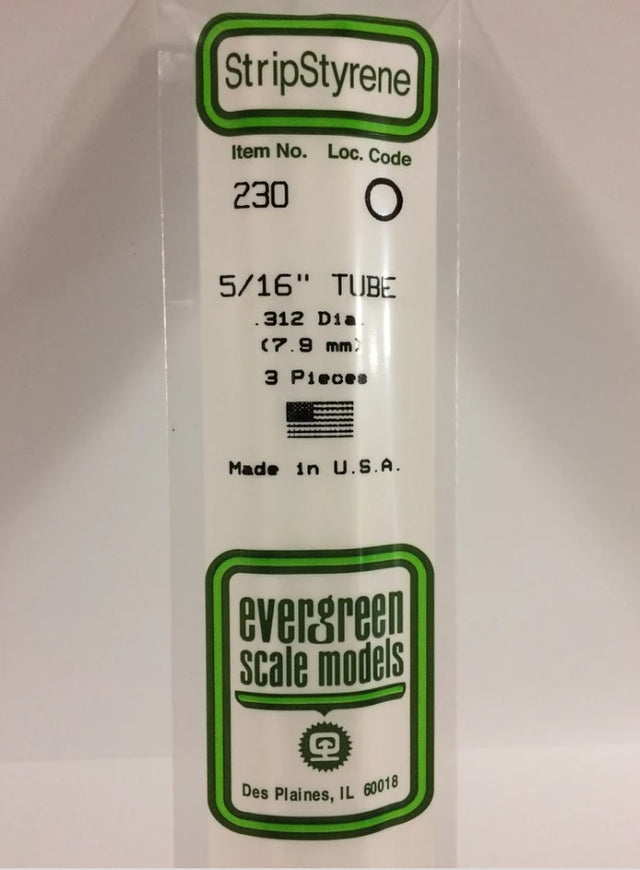 StripStyrene
Item No. Loc. Code
230 O
5/16" TUBE
.312 Dia.
(7.9 mm)
3 Pieces
Made in U.S.A.
evergreen
scale models
Des Plaines, IL 60018